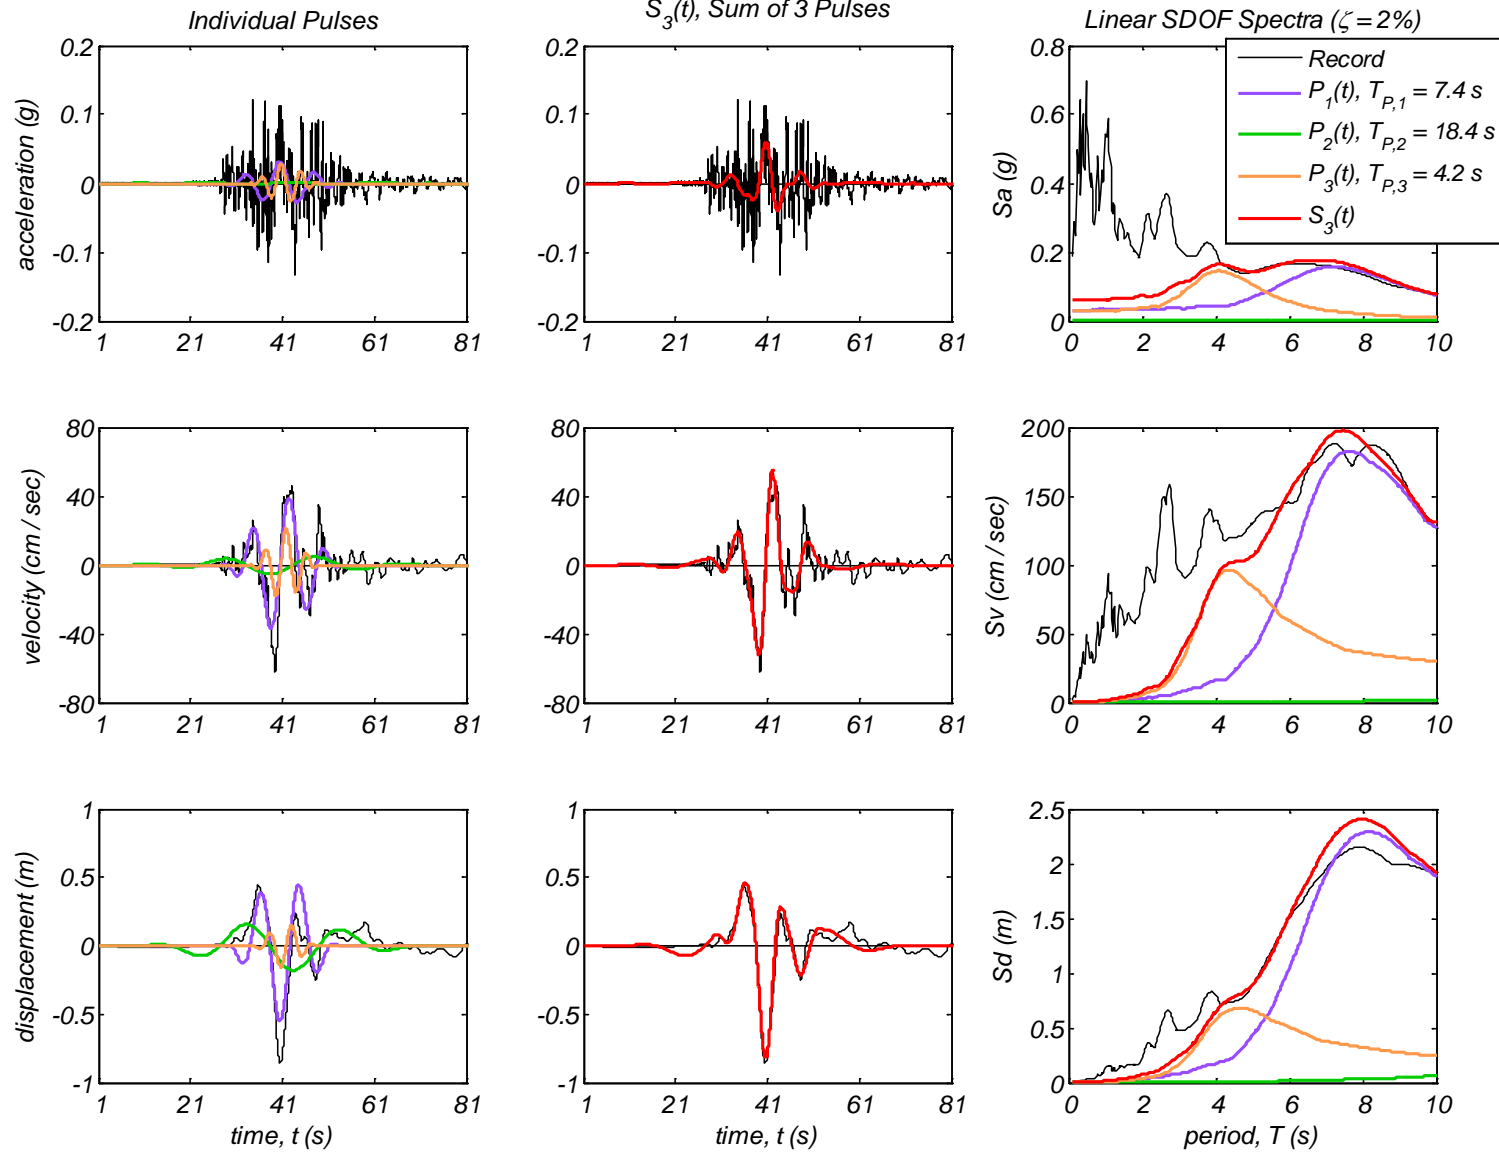 Individual Pulses
S3(t), Sum of 3 Pulses
Linear SDOF Spectra (ζ = 2%)
acceleration (g)
0.2
0.1
0
-0.1
-0.2
1 21 41 61 81
0.2
0.1
0
-0.1
-0.2
1 21 41 61 81
Sa (g)
0.8
0.6
0.4
0.2
0
0 2 4 6 8 10
Record
P1(t), TP,1 = 7.4 s
P2(t), TP,2 = 18.4 s
P3(t), TP,3 = 4.2 s
S3(t)
velocity (cm / sec)
80
40
0
-40
-80
1 21 41 61 81
80
40
0
-40
-80
1 21 41 61 81
Sv (cm / sec)
200
150
100
50
0
0 2 4 6 8 10
displacement (m)
1
0.5
0
-0.5
-1
1 21 41 61 81
time, t (s)
1
0.5
0
-0.5
-1
1 21 41 61 81
time, t (s)
Sd (m)
2.5
2
1.5
1
0.5
0
0 2 4 6 8 10
period, T (s)